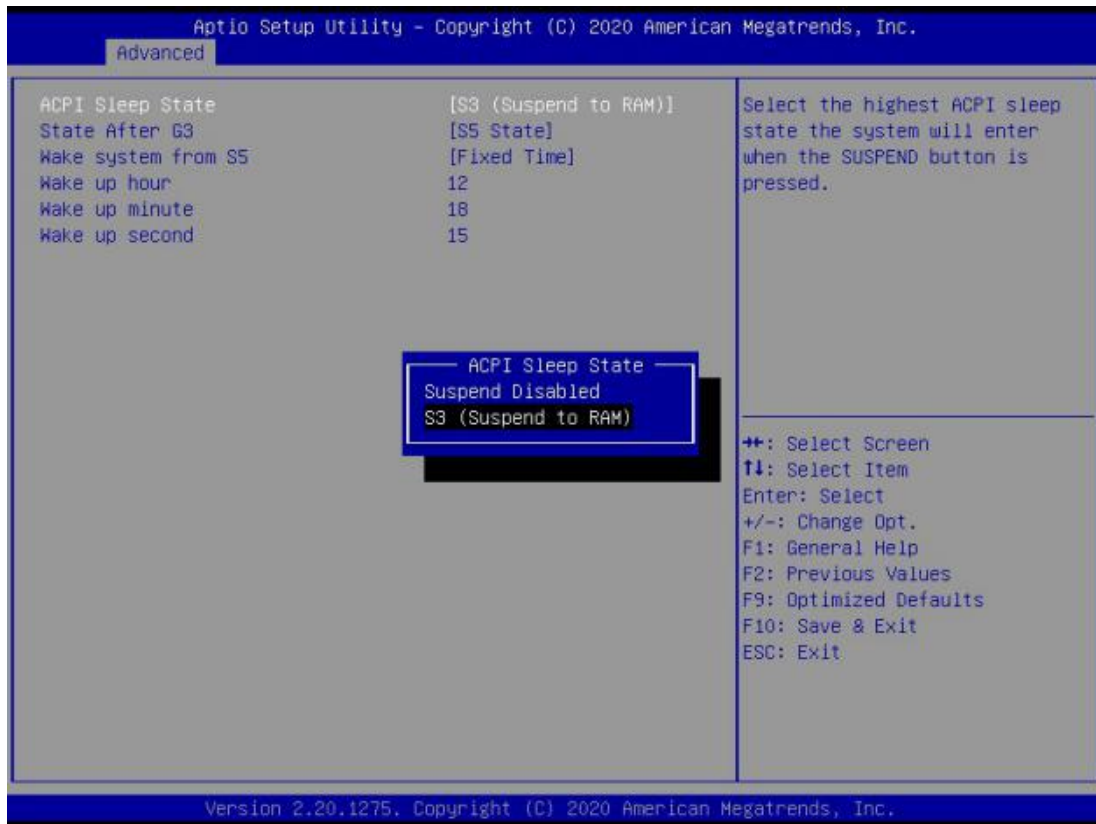 Aptio Setup Utility – Copyright (C) 2020 American Megatrends, Inc.
Advanced
ACPI Sleep State [S3 (Suspend to RAM)]
State After G3 [S5 State]
Wake system from S5 [Fixed Time]
Wake up hour 12
Wake up minute 18
Wake up second 15
Select the highest ACPI sleep
state the system will enter
when the SUSPEND button is
pressed.
ACPI Sleep State
Suspend Disabled
S3 (Suspend to RAM)
→←: Select Screen
↑↓: Select Item
Enter: Select
+/-: Change Opt.
F1: General Help
F2: Previous Values
F9: Optimized Defaults
F10: Save & Exit
ESC: Exit
Version 2.20.1275. Copyright (C) 2020 American Megatrends, Inc.